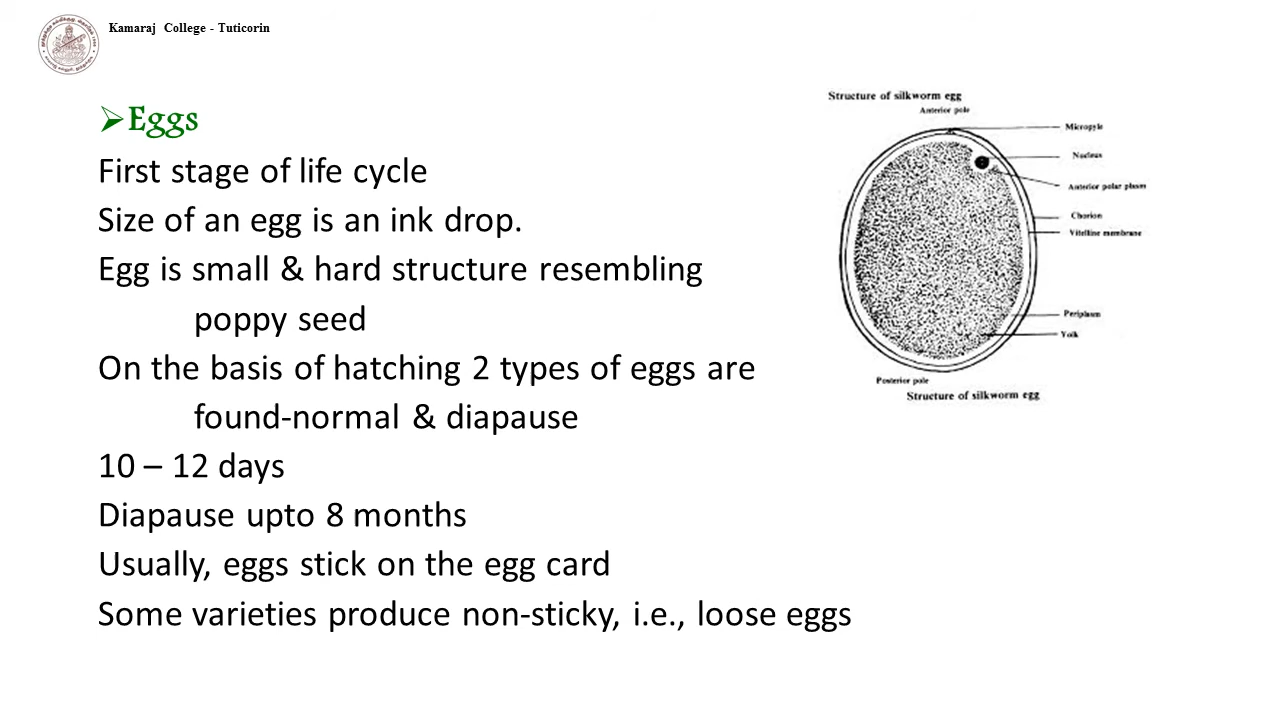 Kamaraj College - Tuticorin
➢Eggs
First stage of life cycle
Size of an egg is an ink drop.
Egg is small & hard structure resembling
poppy seed
On the basis of hatching 2 types of eggs are
found-normal & diapause
10 – 12 days
Diapause upto 8 months
Usually, eggs stick on the egg card
Some varieties produce non-sticky, i.e., loose eggs
Structure of silkworm egg
Anterior pole
Micropyle
Nucleus
Anterior polar plasm
Chorion
Vitelline membrane
Periplasm
Yolk
Posterior pole
Structure of silkworm egg